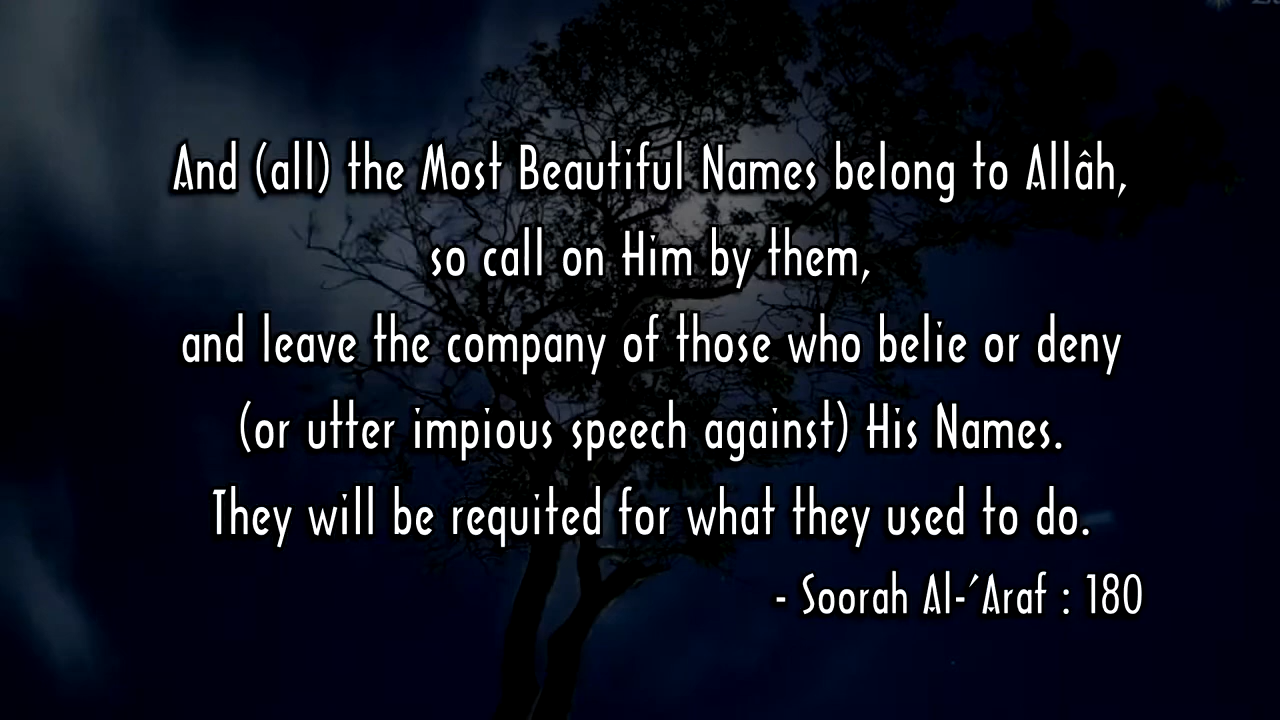 And (all) the Most Beautiful Names belong to Allâh,
so call on Him by them,
and leave the company of those who belie or deny
(or utter impious speech against) His Names.
They will be requited for what they used to do.
- Soorah Al-´Araf : 180